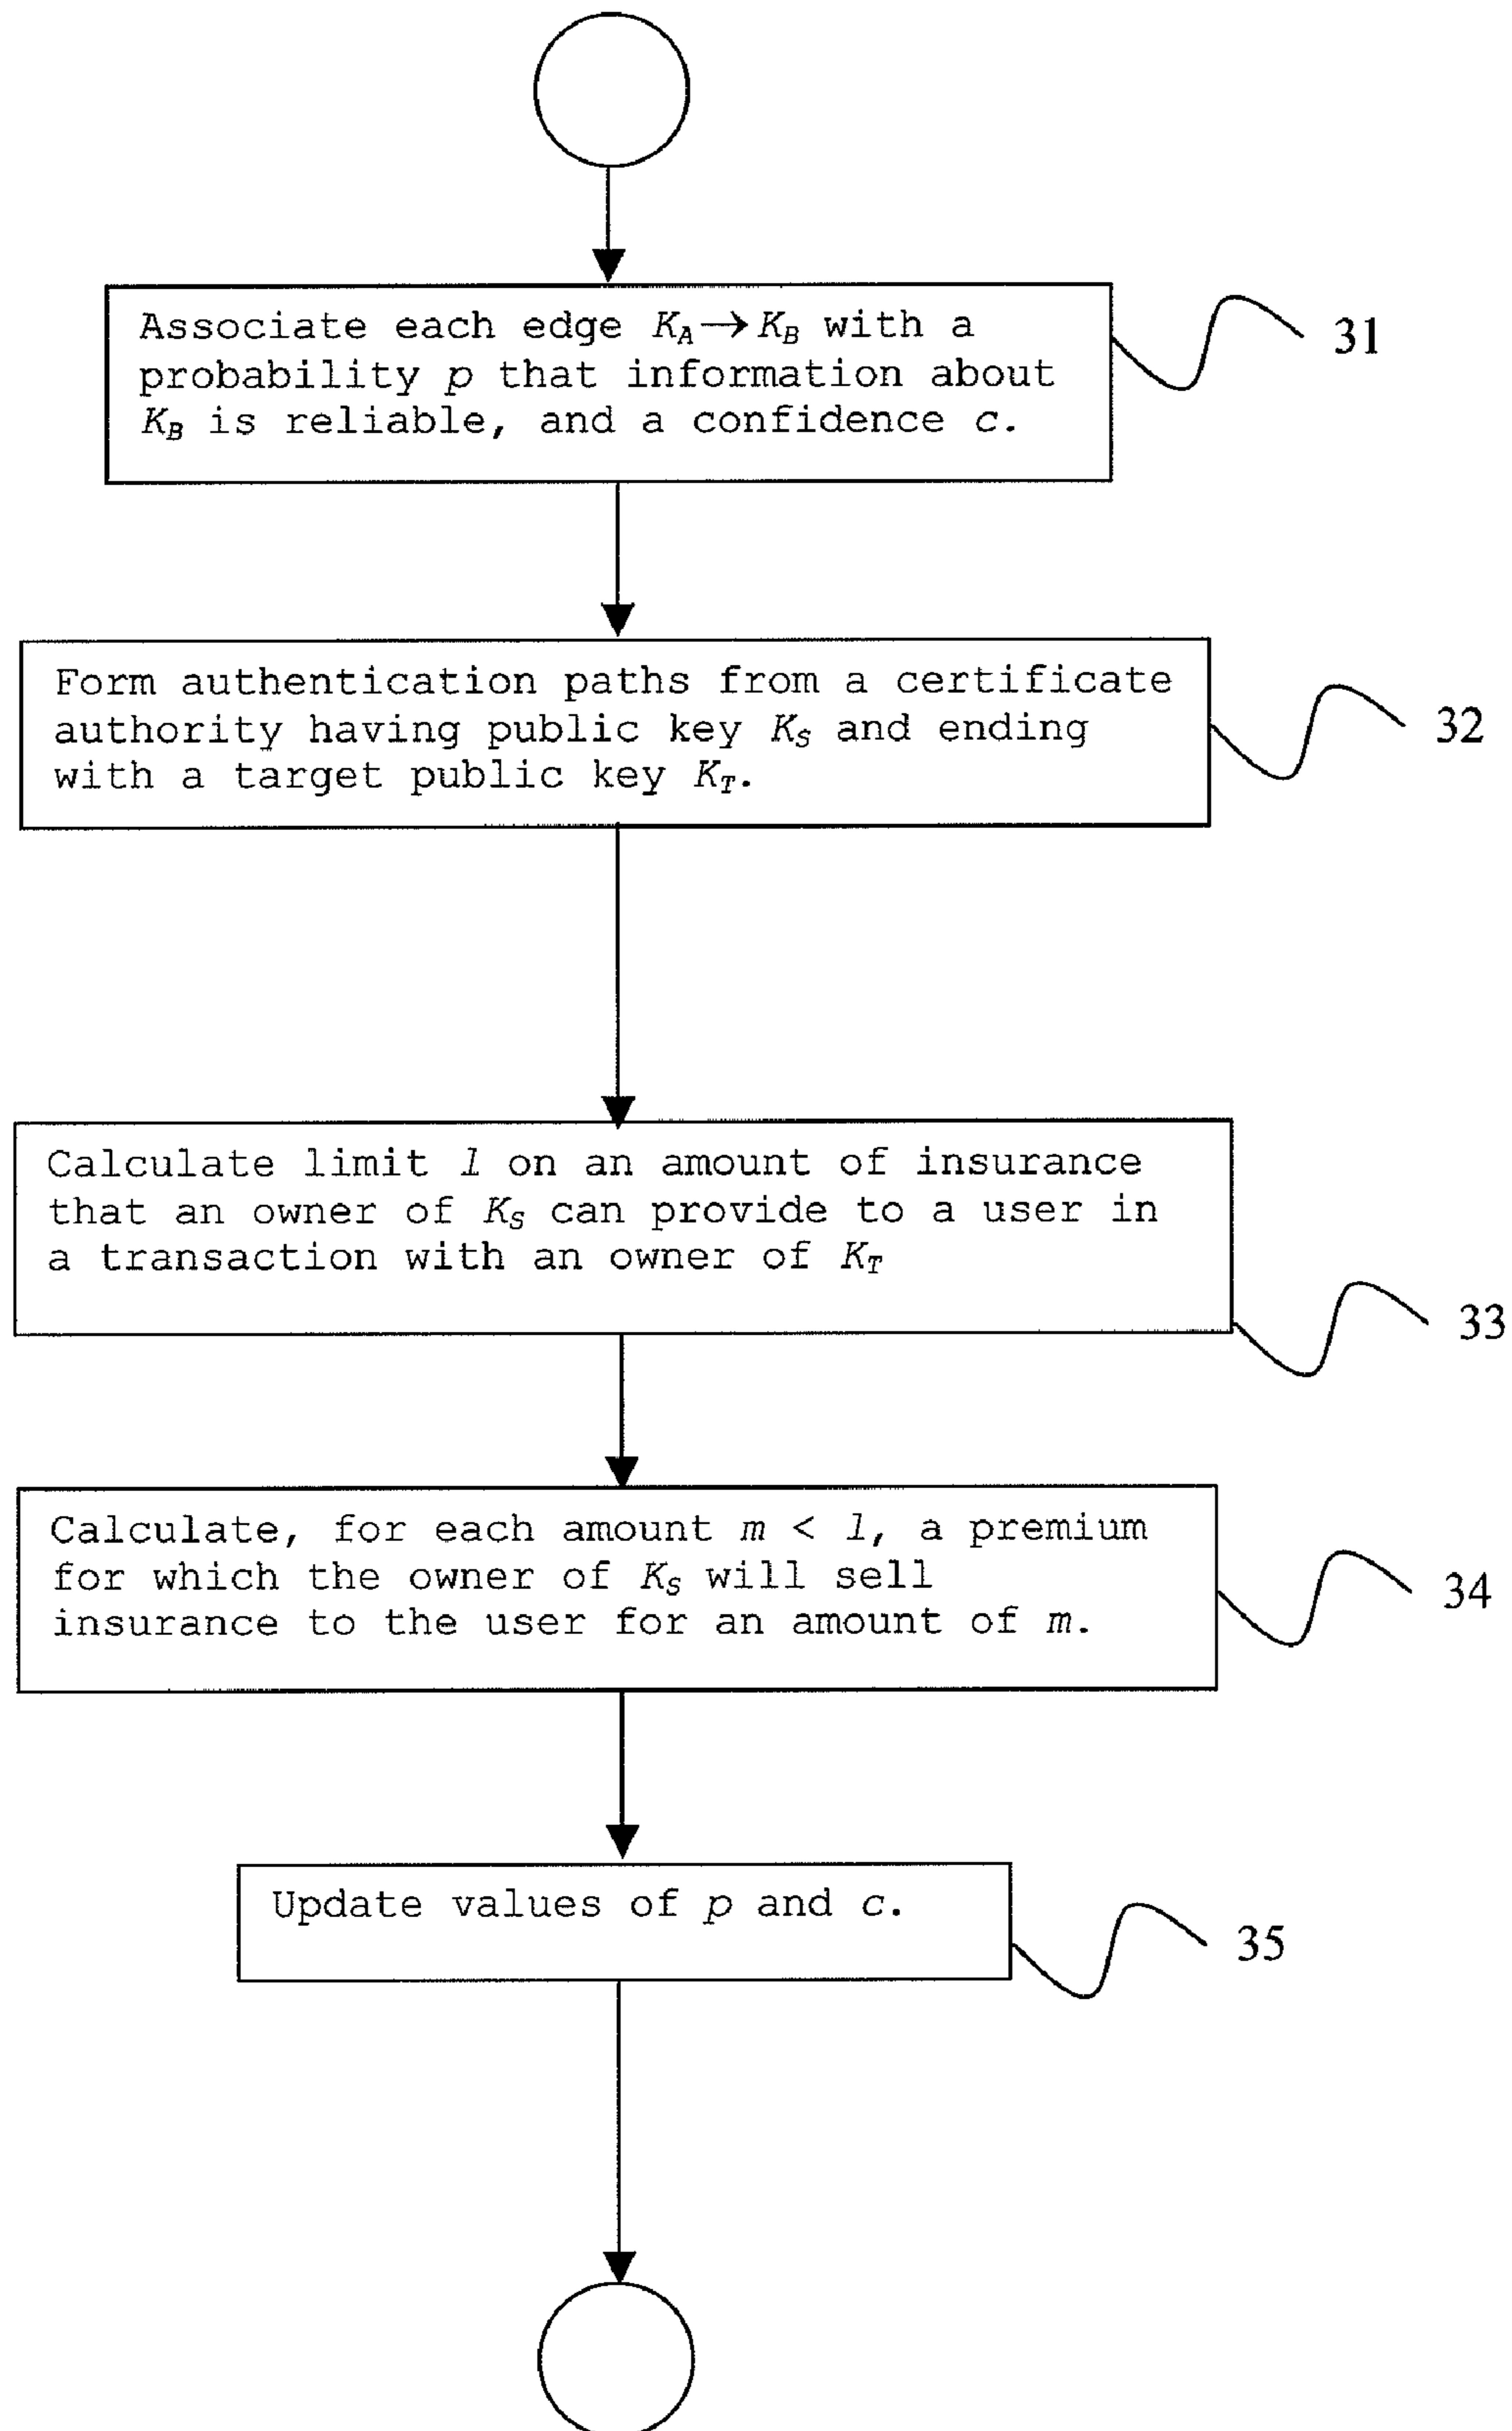 Associate each edge K_A→K_B with a
probability p that information about
K_B is reliable, and a confidence c.
31
Form authentication paths from a certificate
authority having public key K_S and ending
with a target public key K_T.
32
Calculate limit l on an amount of insurance
that an owner of K_S can provide to a user in
a transaction with an owner of K_T
33
Calculate, for each amount m < l, a premium
for which the owner of K_S will sell
insurance to the user for an amount of m.
34
Update values of p and c.
35